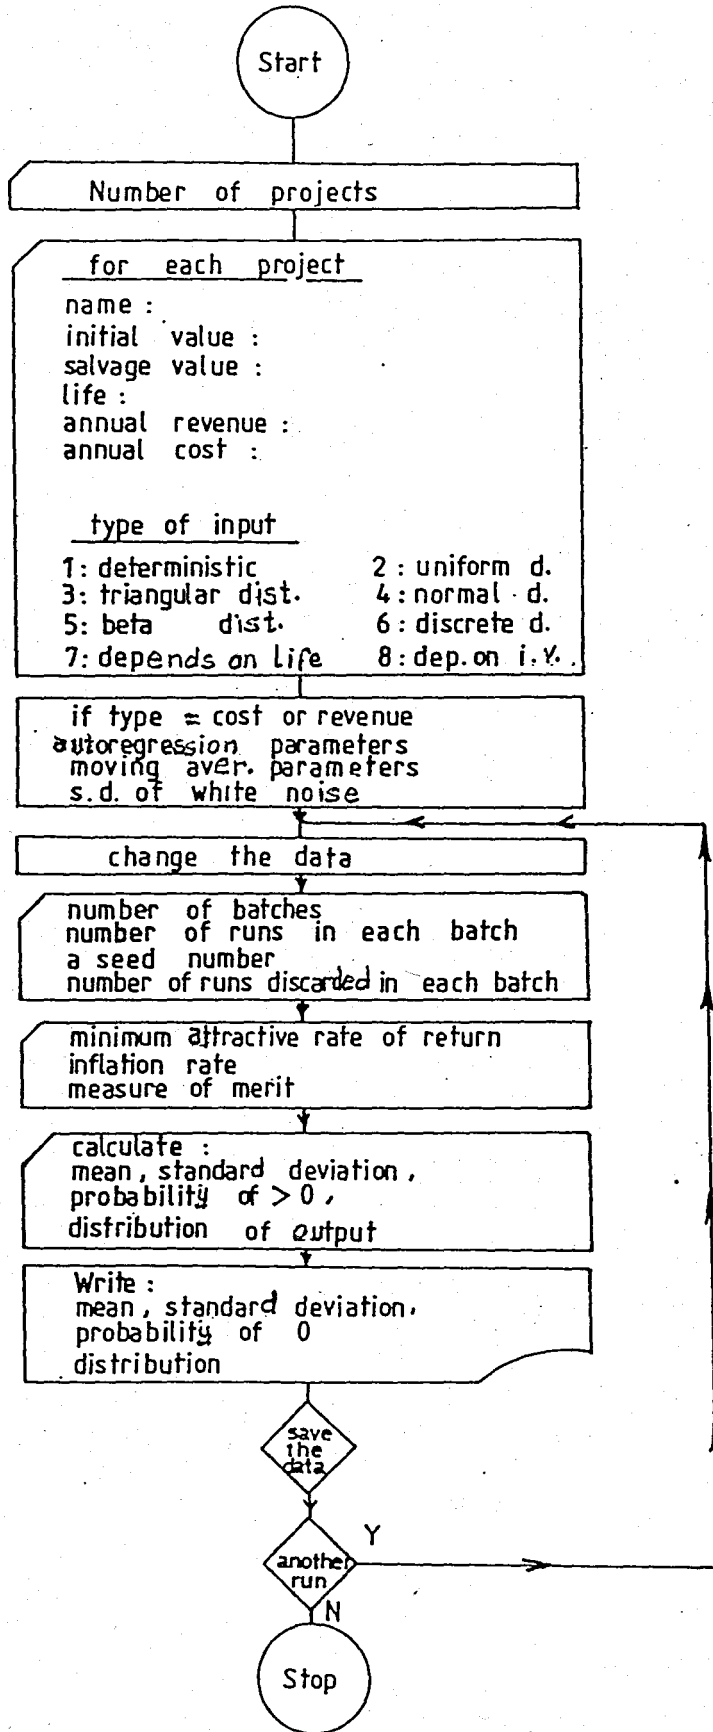 Start
Number of projects
for each project
name :
initial value :
salvage value :
life :
annual revenue :
annual cost :
type of input
1: deterministic 2: uniform d.
3: triangular dist. 4: normal d.
5: beta dist. 6: discrete d.
7: depends on life 8: dep. on i.v.
if type = cost or revenue
autoregression parameters
moving aver. parameters
s.d. of white noise
change the data
number of batches
number of runs in each batch
a seed number
number of runs discarded in each batch
minimum attractive rate of return
inflation rate
measure of merit
calculate :
mean, standard deviation,
probability of > 0,
distribution of output
Write :
mean, standard deviation,
probability of 0
distribution
save
the
data
Y
another
run
N
Stop